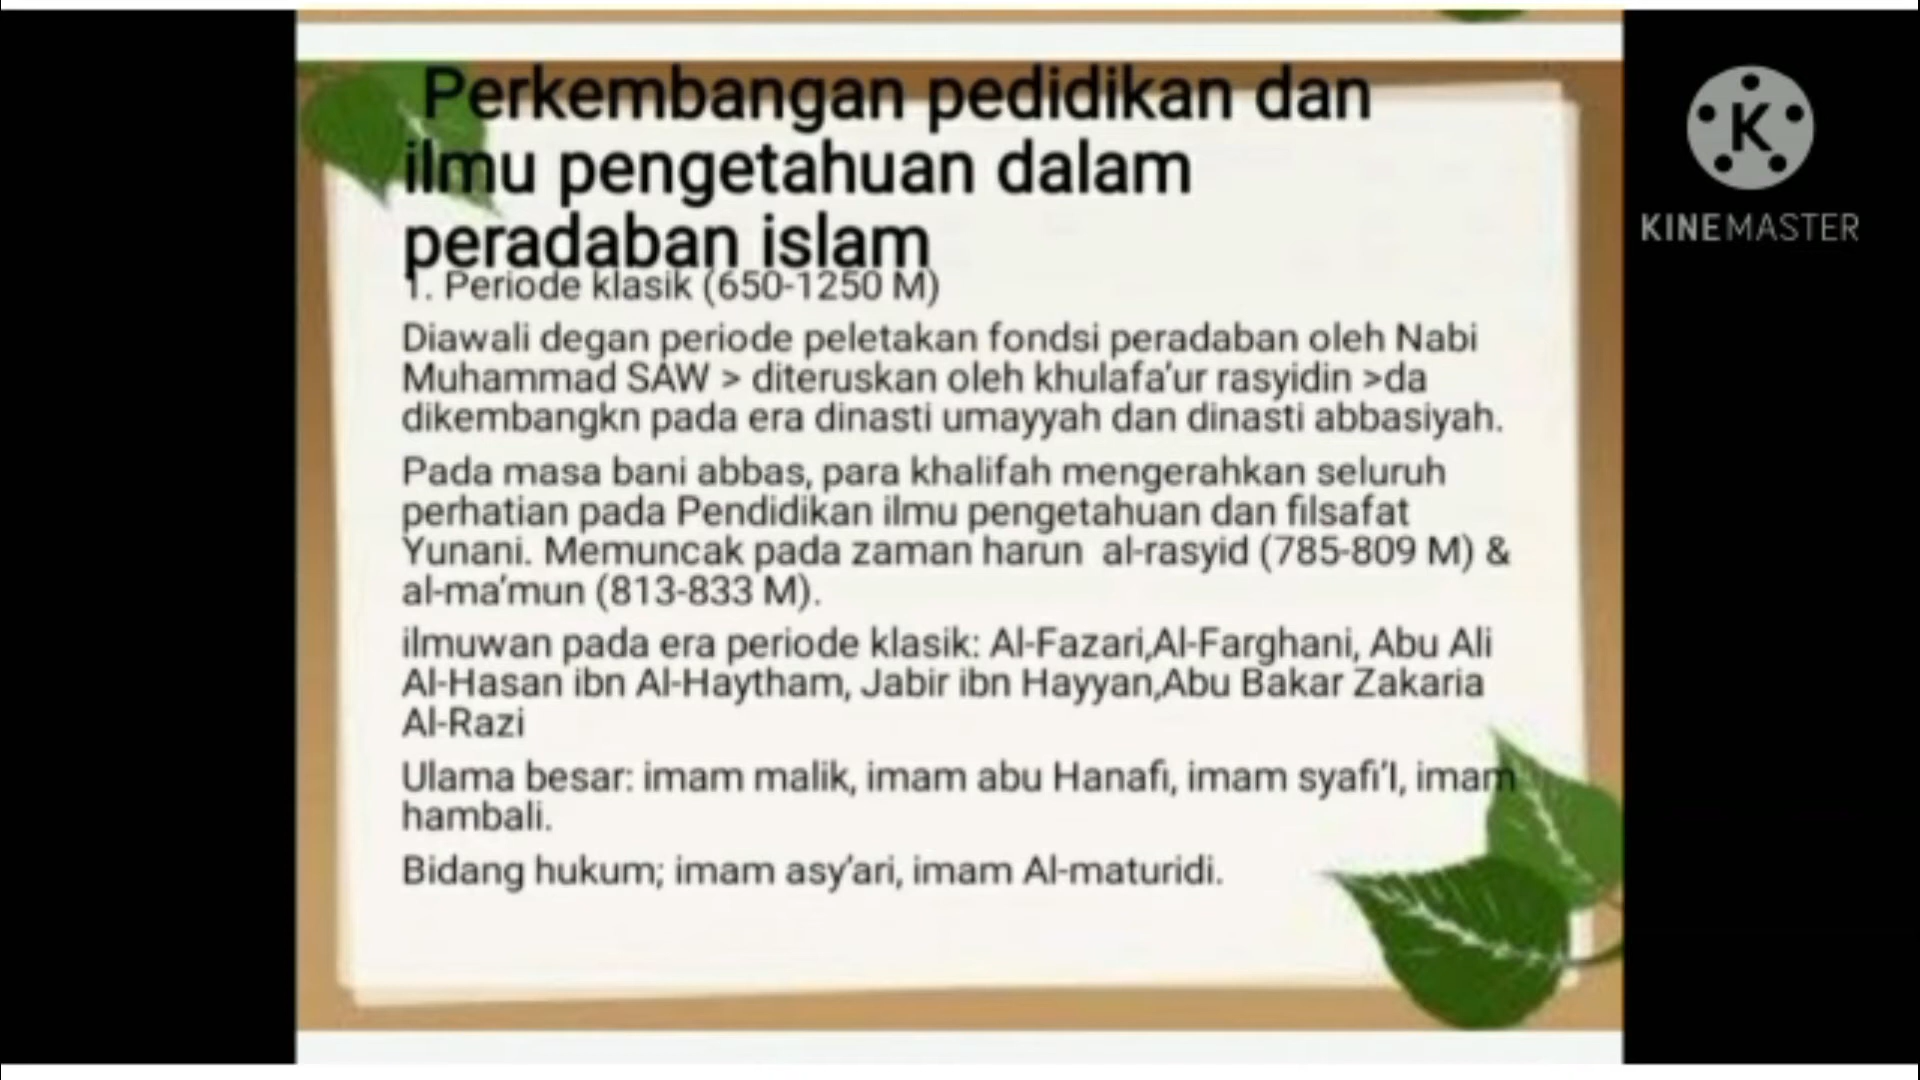 Perkembangan pedidikan dan
ilmu pengetahuan dalam
peradaban islam
1. Periode klasik (650-1250 M)
Diawali degan periode peletakan fondsi peradaban oleh Nabi
Muhammad SAW > diteruskan oleh khulafa’ur rasyidin >da
dikembangkn pada era dinasti umayyah dan dinasti abbasiyah.
Pada masa bani abbas, para khalifah mengerahkan seluruh
perhatian pada Pendidikan ilmu pengetahuan dan filsafat
Yunani. Memuncak pada zaman harun al-rasyid (785-809 M) &
al-ma’mun (813-833 M).
ilmuwan pada era periode klasik: Al-Fazari,Al-Farghani, Abu Ali
Al-Hasan ibn Al-Haytham, Jabir ibn Hayyan,Abu Bakar Zakaria
Al-Razi
Ulama besar: imam malik, imam abu Hanafi, imam syafi’I, imam
hambali.
Bidang hukum; imam asy’ari, imam Al-maturidi.
K
KINEMASTER